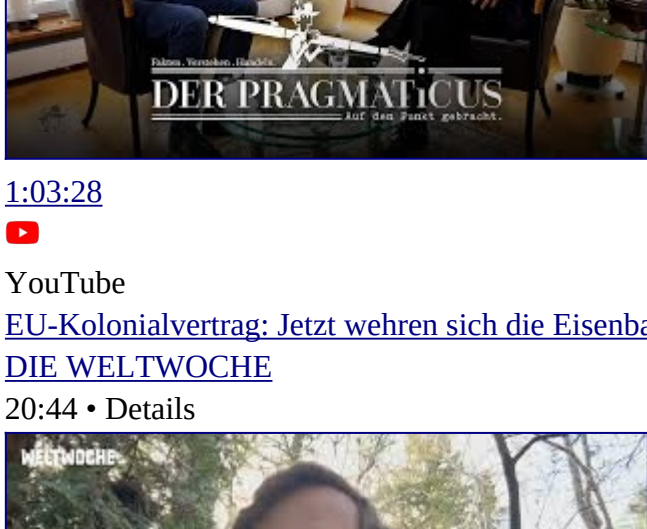 Fakten. Verstehen. Handeln.
DER PRAGMATiCUS
Auf den Punkt gebracht.
1:03:28
YouTube
EU-Kolonialvertrag: Jetzt wehren sich die Eisenba
DIE WELTWOCHE
20:44 • Details
WELTWOCHE